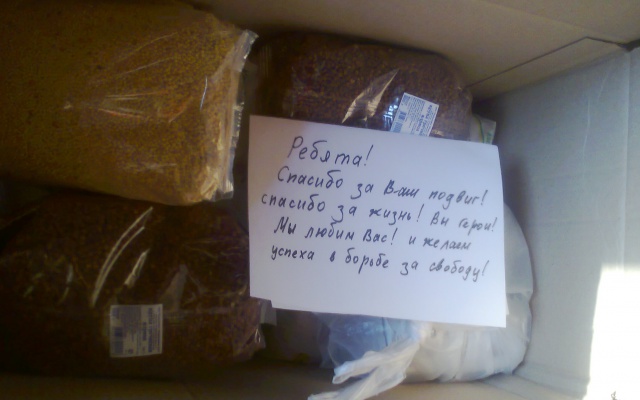 Ребята!
Спасибо за Ваш подвиг!
спасибо за жизнь! Вы герои!
Мы любим Вас! и желаем
успеха в борьбе за свободу!